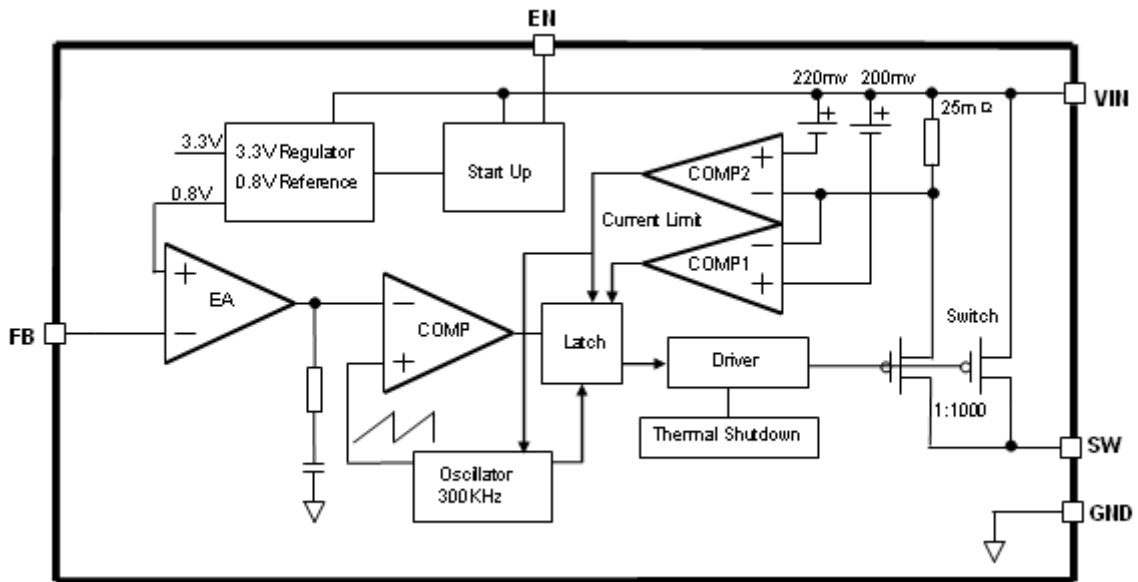 EN
220mv 200mv
VIN
25mΩ
3.3V
3.3V Regulator
0.8V Reference
0.8V
Start Up
+
+
+
COMP2
−
Current Limit
−
COMP1
+
+
EA
−
FB
−
COMP
+
Latch
Driver
Switch
1:1000
Thermal Shutdown
Oscillator
300KHz
SW
GND